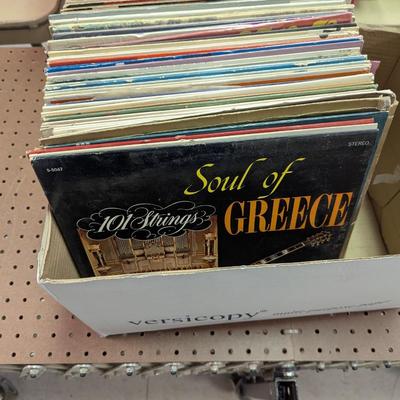 S-5047
STEREO
Soul of
101 Strings
GREECE
versicopy